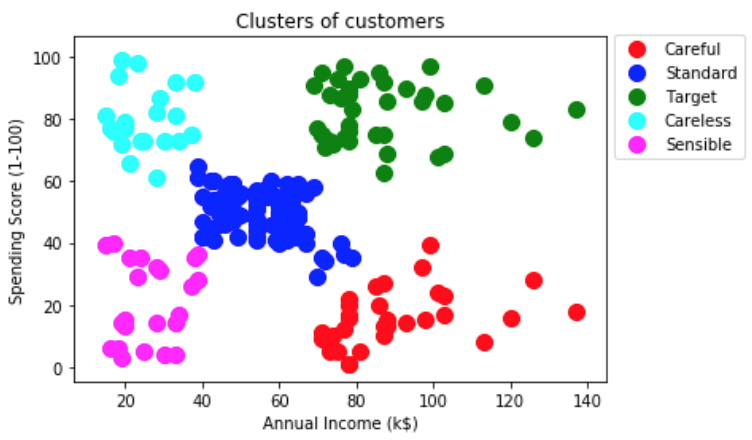 Clusters of customers
Spending Score (1-100)
100
80
60
40
20
0
20 40 60 80 100 120 140
Annual Income (k$)
Careful
Standard
Target
Careless
Sensible